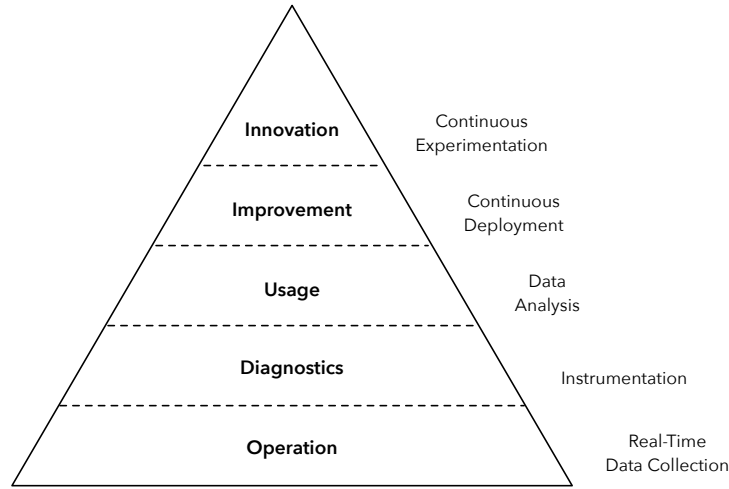 Innovation
Continuous
Experimentation
Improvement
Continuous
Deployment
Usage
Data
Analysis
Diagnostics
Instrumentation
Operation
Real-Time
Data Collection